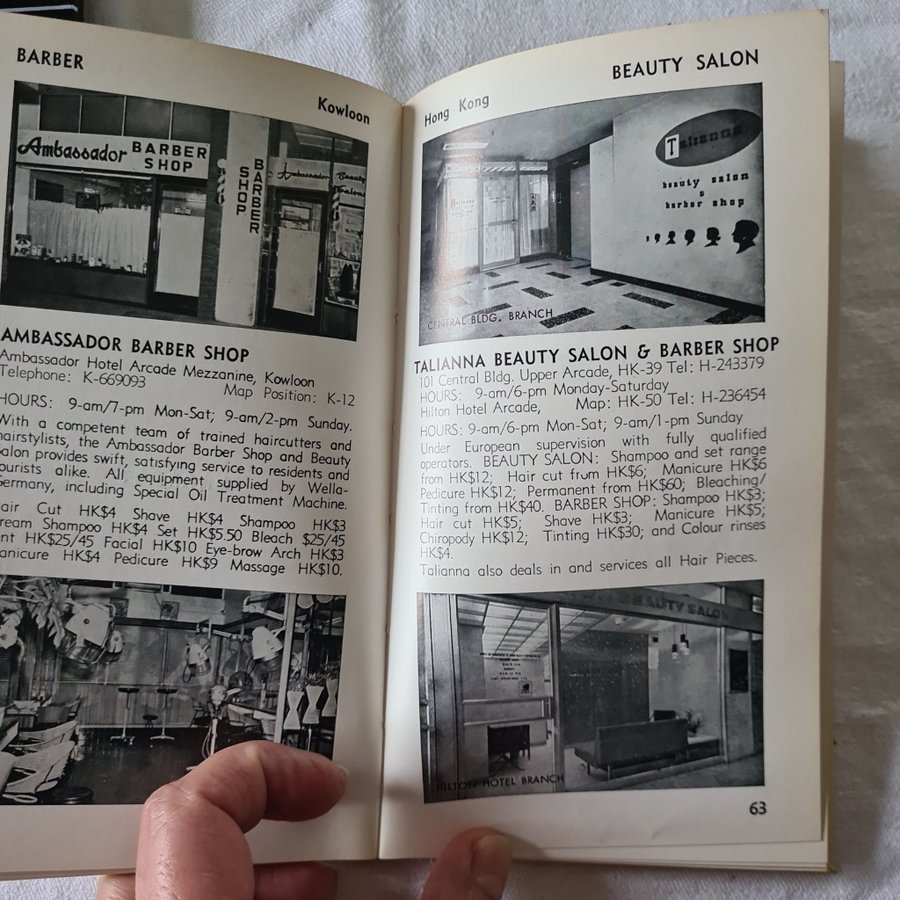 BARBER
Kowloon
Ambassador BARBER
SHOP
BARBER
SHOP
Ambassador Beauty
Salon
AMBASSADOR BARBER SHOP
Ambassador Hotel Arcade Mezzanine, Kowloon
Telephone: K-669093 Map Position: K-12
HOURS: 9-am/7-pm Mon-Sat; 9-am/2-pm Sunday.
With a competent team of trained haircutters and
hairstylists, the Ambassador Barber Shop and Beauty
Salon provides swift, satisfying service to residents and
tourists alike. All equipment supplied by Wella-
Germany, including Special Oil Treatment Machine.
air Cut HK$4 Shave HK$4 Shampoo HK$3
ream Shampoo HK$4 Set HK$5.50 Bleach $25/45
nt HK$25/45 Facial HK$10 Eye-brow Arch HK$3
anicure HK$4 Pedicure HK$9 Massage HK$10.
BEAUTY SALON
Hong Kong
Talianna
beauty salon
&
barber shop
CENTRAL BLDG. BRANCH
TALIANNA BEAUTY SALON & BARBER SHOP
101 Central Bldg. Upper Arcade, HK-39 Tel: H-243379
HOURS: 9-am/6-pm Monday-Saturday
Hilton Hotel Arcade, Map: HK-50 Tel: H-236454
HOURS: 9-am/6-pm Mon-Sat; 9-am/1-pm Sunday
Under European supervision with fully qualified
operators. BEAUTY SALON: Shampoo and set range
from HK$12; Hair cut from HK$6; Manicure HK$6
Pedicure HK$12; Permanent from HK$60; Bleaching/
Tinting from HK$40. BARBER SHOP: Shampoo HK$3;
Hair cut HK$5; Shave HK$3; Manicure HK$5;
Chiropody HK$12; Tinting HK$30; and Colour rinses
HK$4.
Talianna also deals in and services all Hair Pieces.
BEAUTY SALON
HILTON HOTEL BRANCH
63